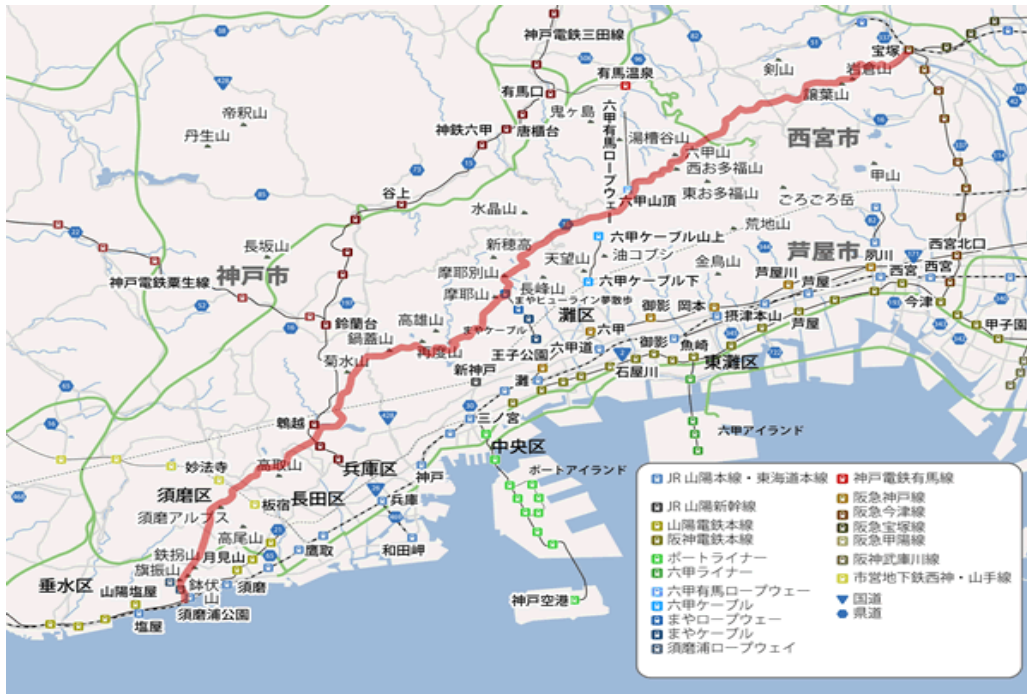 神戸電鉄三田線
宝塚
剣山
岩倉山
有馬温泉
有馬口
譲葉山
鬼ヶ島
帝釈山
丹生山
神鉄六甲
唐櫃台
六甲有馬ロープウェー
湯槽谷山
西宮市
六甲山
西お多福山
東お多福山
甲山
谷上
六甲山頂
ごろごろ岳
水晶山
荒地山
六甲ケーブル山上
長坂山
新穂高
油コブシ
芦屋市
夙川
西宮北口
神戸市
神戸電鉄粟生線
摩耶別山
天望山
金鳥山
芦屋川
芦屋
西宮
西宮
六甲ケーブル下
摩耶山
長峰山
まやビューライン夢散歩
御影
岡本
今津
鈴蘭台
高雄山
まやケーブル
灘区
六甲
摂津本山
芦屋
甲子園
鍋蓋山
再度山
王子公園
六甲道
御影
魚崎
菊水山
新神戸
灘
石屋川
東灘区
鵯越
三ノ宮
六甲アイランド
中央区
妙法寺
高取山
兵庫区
神戸
ポートアイランド
須磨区
板宿
長田区
兵庫
須磨アルプス
高尾山
鷹取
和田岬
鉄拐山
月見山
旗振山
垂水区
鉢伏山
須磨
山陽塩屋
須磨浦公園
塩屋
神戸空港
JR山陽本線・東海道本線
JR山陽新幹線
山陽電鉄本線
阪神電鉄本線
ポートライナー
六甲ライナー
六甲有馬ロープウェー
六甲ケーブル
まやロープウェー
まやケーブル
須磨浦ロープウェイ
神戸電鉄有馬線
阪急神戸線
阪急今津線
阪急宝塚線
阪急甲陽線
阪神武庫川線
市営地下鉄西神・山手線
国道
県道